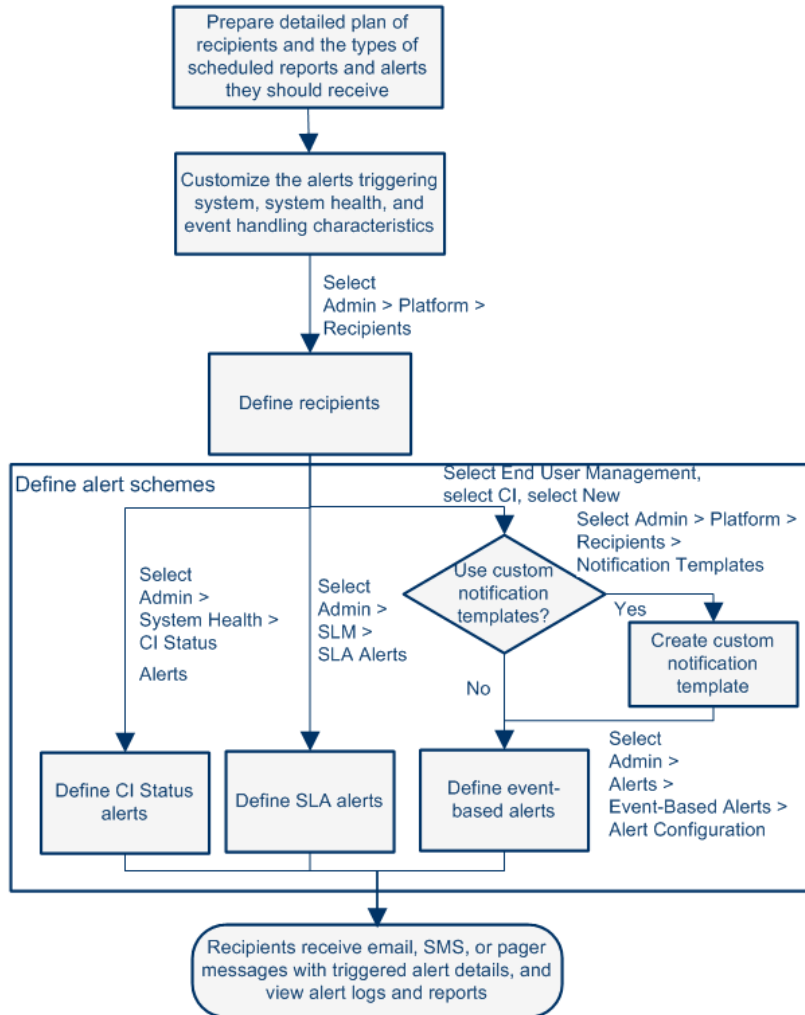 Prepare detailed plan of
recipients and the types of
scheduled reports and alerts
they should receive
Customize the alerts triggering
system, system health, and
event handling characteristics
Select
Admin > Platform >
Recipients
Define recipients
Define alert schemes
Select End User Management,
select CI, select New
Select Admin > Platform >
Recipients >
Notification Templates
Use custom
notification
templates?
Yes
Create custom
notification
template
No
Select
Admin >
System Health >
CI Status
Alerts
Select
Admin >
SLM >
SLA Alerts
Select
Admin >
Alerts >
Event-Based Alerts >
Alert Configuration
Define CI Status
alerts
Define SLA alerts
Define event-
based alerts
Recipients receive email, SMS, or pager
messages with triggered alert details, and
view alert logs and reports